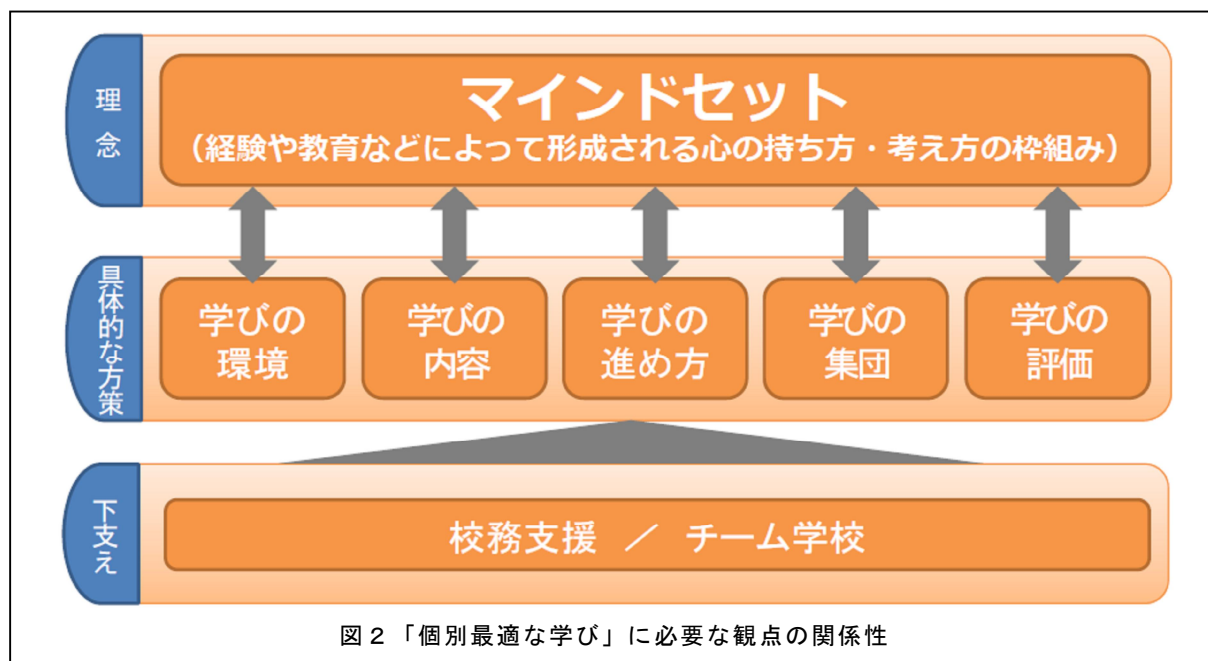 理念
マインドセット
（経験や教育などによって形成される心の持ち方・考え方の枠組み）
具体的な方策
学びの
環境
学びの
内容
学びの
進め方
学びの
集団
学びの
評価
下支え
校務支援 ／ チーム学校
図２「個別最適な学び」に必要な観点の関係性